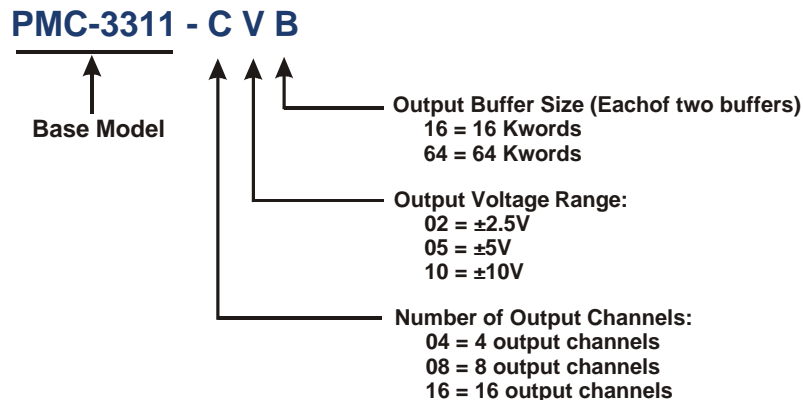 PMC-3311 - C V B
Base Model
Output Buffer Size (Eachof two buffers)
16 = 16 Kwords
64 = 64 Kwords
Output Voltage Range:
02 = ±2.5V
05 = ±5V
10 = ±10V
Number of Output Channels:
04 = 4 output channels
08 = 8 output channels
16 = 16 output channels